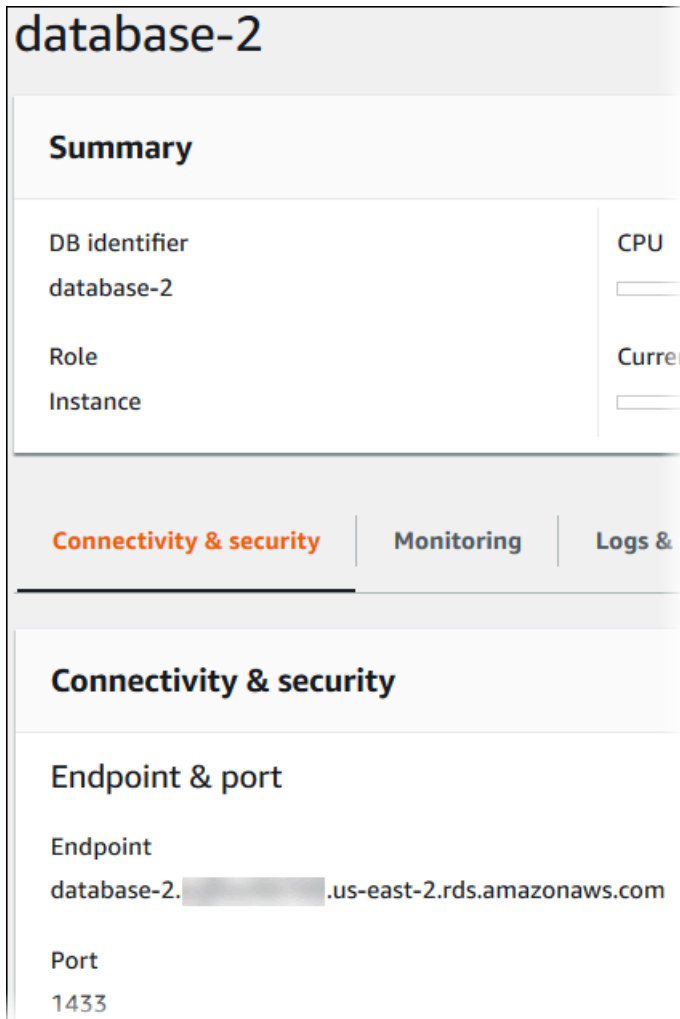 database-2
Summary
DB identifier
database-2
CPU
Role
Instance
Connectivity & security
Monitoring
Logs &
Connectivity & security
Endpoint & port
Endpoint
database-2. .us-east-2.rds.amazonaws.com
Port
1433